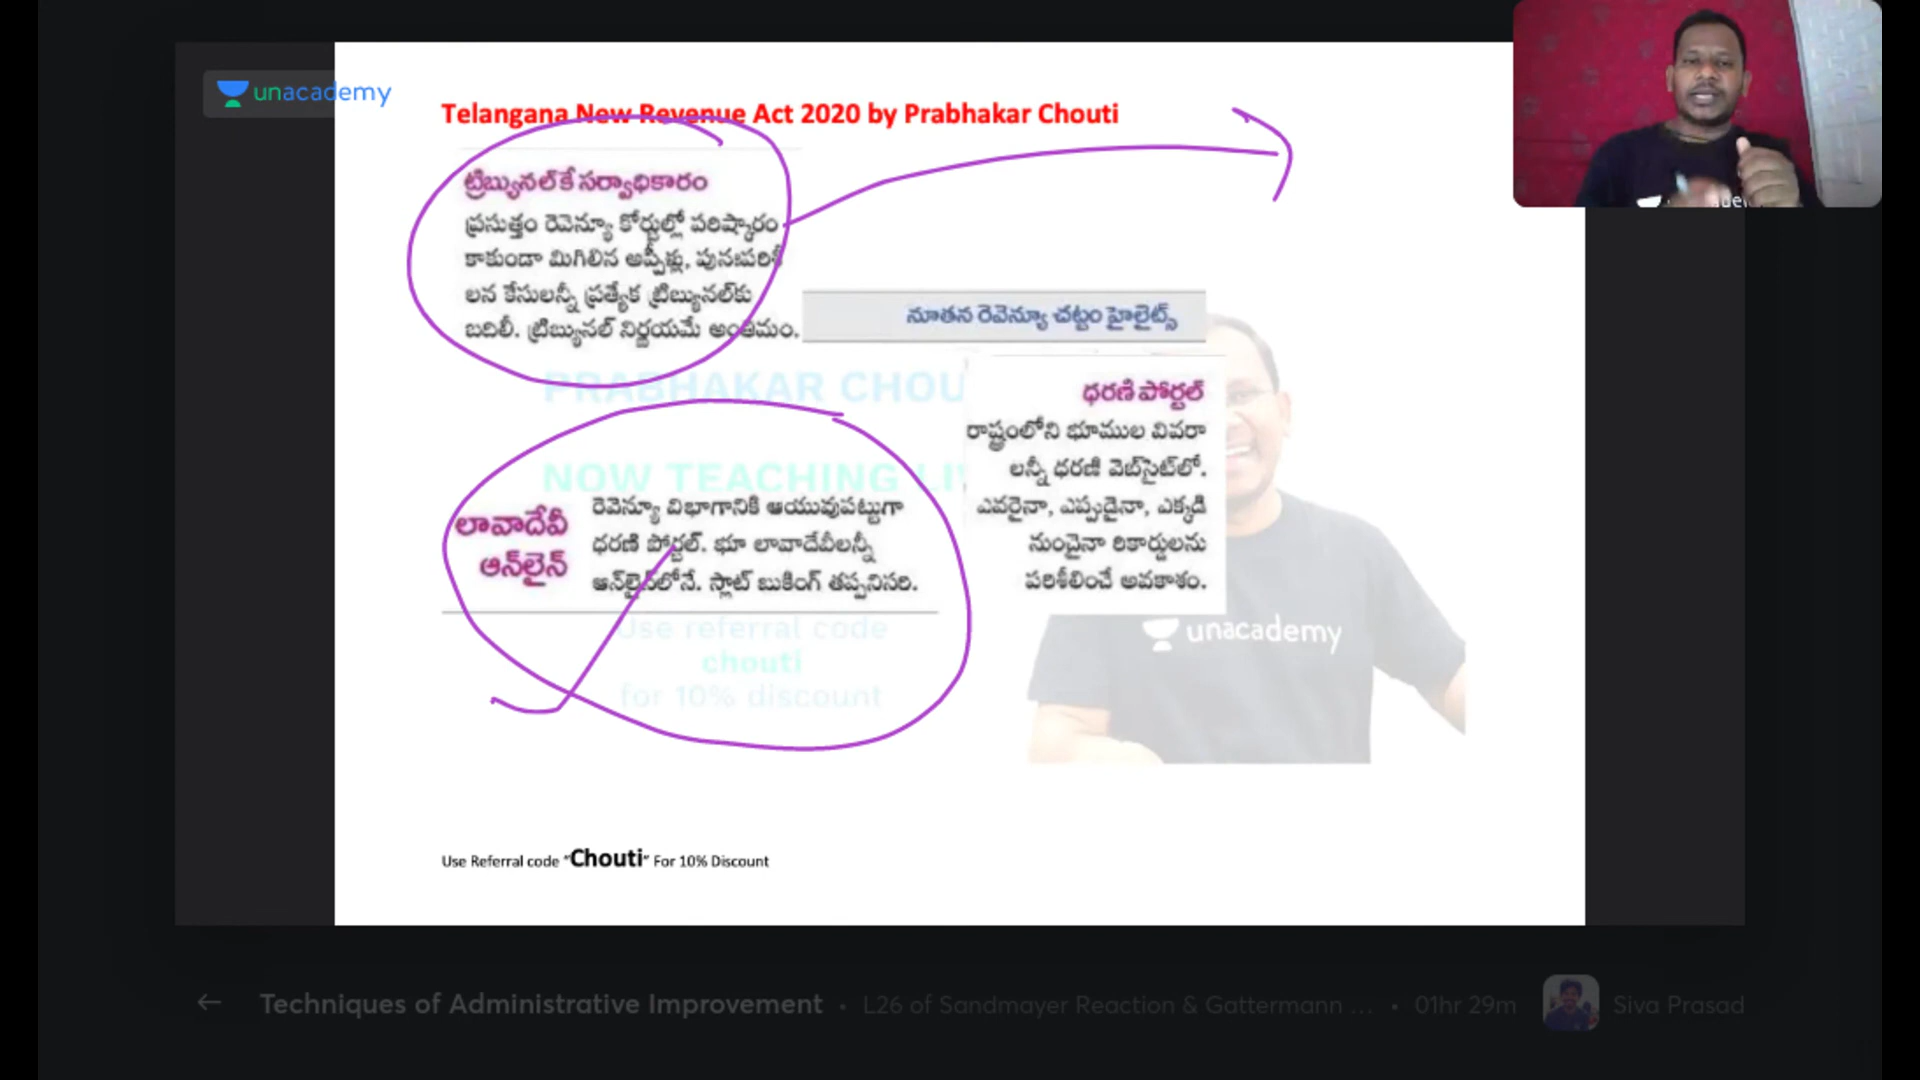 unacademy
Telangana New Revenue Act 2020 by Prabhakar Chouti
ట్రిబ్యునల్‌కే సర్వాధికారం
ప్రస్తుతం రెవెన్యూ కోర్టుల్లో పరిష్కారం
కాకుండా మిగిలిన అప్పీళ్లు, పునఃపరిశీ
లన కేసులన్నీ ప్రత్యేక ట్రిబ్యునల్‌కు
బదిలీ. ట్రిబ్యునల్ నిర్ణయమే అంతిమం.
నూతన రెవెన్యూ చట్టం హైలైట్స్
PRABHAKAR CHOU
NOW TEACHING LI
లావాదేవీ
ఆన్‌లైన్
రెవెన్యూ విభాగానికి ఆయువుపట్టుగా
ధరణి పోర్టల్. భూ లావాదేవీలన్నీ
ఆన్‌లైన్‌లోనే. స్లాట్ బుకింగ్ తప్పనిసరి.
ధరణి పోర్టల్
రాష్ట్రంలోని భూముల వివరా
లన్నీ ధరణి వెబ్‌సైట్‌లో.
ఎవరైనా, ఎప్పుడైనా, ఎక్కడి
నుంచైనా రికార్డులను
పరిశీలించే అవకాశం.
Use referral code
chouti
for 10% discount
unacademy
Use Referral code "Chouti" For 10% Discount
Techniques of Administrative Improvement • L26 of Sandmayer Reaction & Gattermann ... • 01hr 29m Siva Prasad